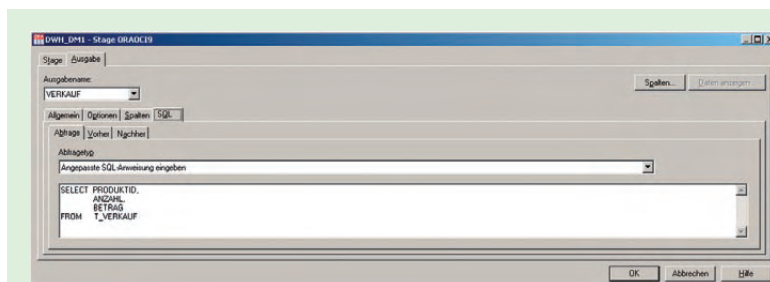 DWH_DM1 - Stage ORAOCI9
Stage Ausgabe
Ausgabename:
VERKAUF
Spalten... Daten anzeigen...
Allgemein Optionen Spalten SQL
Abfrage Vorher Nachher
Abfragetyp
Angepasste SQL-Anweisung eingeben
SELECT PRODUKTID,
ANZAHL,
BETRAG
FROM T_VERKAUF
OK Abbrechen Hilfe